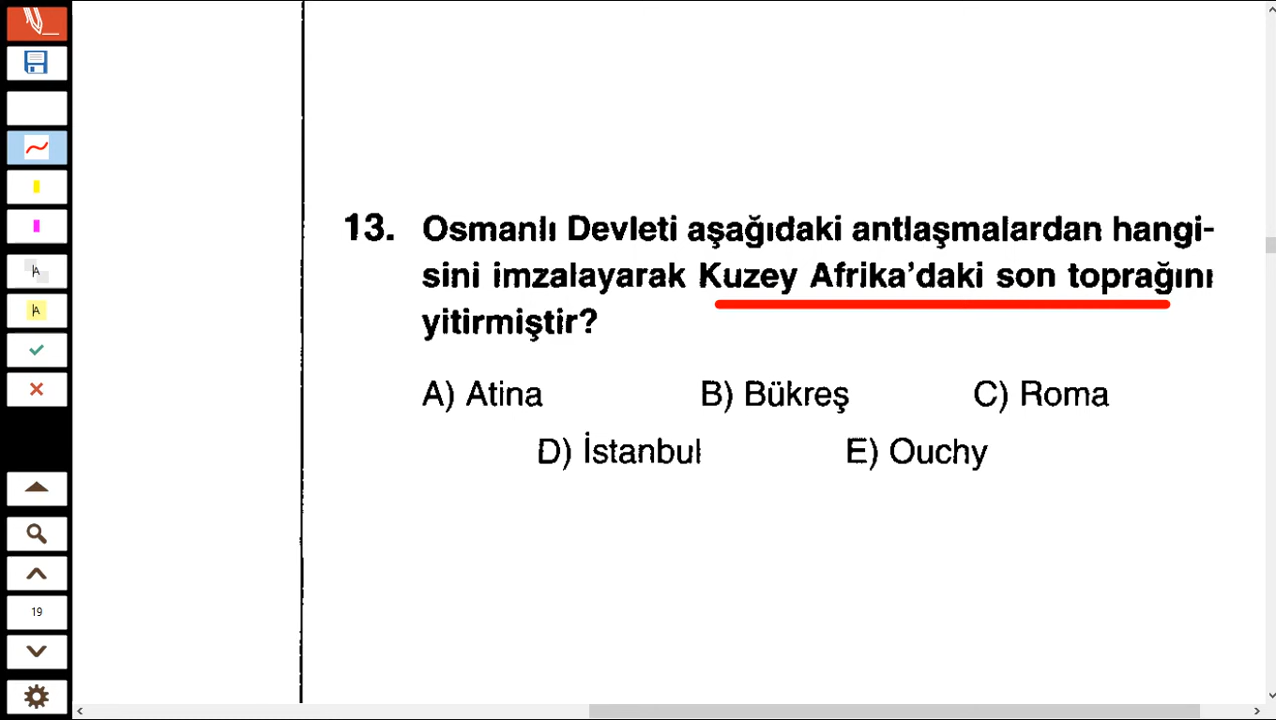 13. Osmanlı Devleti aşağıdaki antlaşmalardan hangi-
sini imzalayarak Kuzey Afrika'daki son toprağını
yitirmiştir?
A) Atina B) Bükreş C) Roma
D) İstanbul E) Ouchy
A
A
19